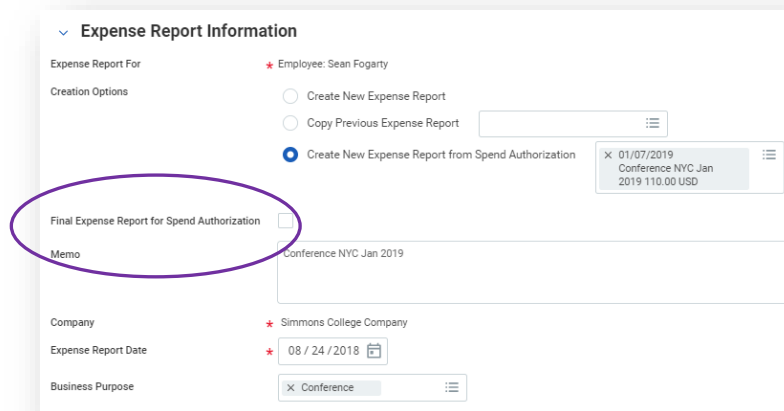 Expense Report Information
Expense Report For * Employee: Sean Fogarty
Creation Options
Create New Expense Report
Copy Previous Expense Report
Create New Expense Report from Spend Authorization
× 01/07/2019
Conference NYC Jan
2019 110.00 USD
Final Expense Report for Spend Authorization
Memo
Conference NYC Jan 2019
Company * Simmons College Company
Expense Report Date * 08 / 24 / 2018
Business Purpose × Conference